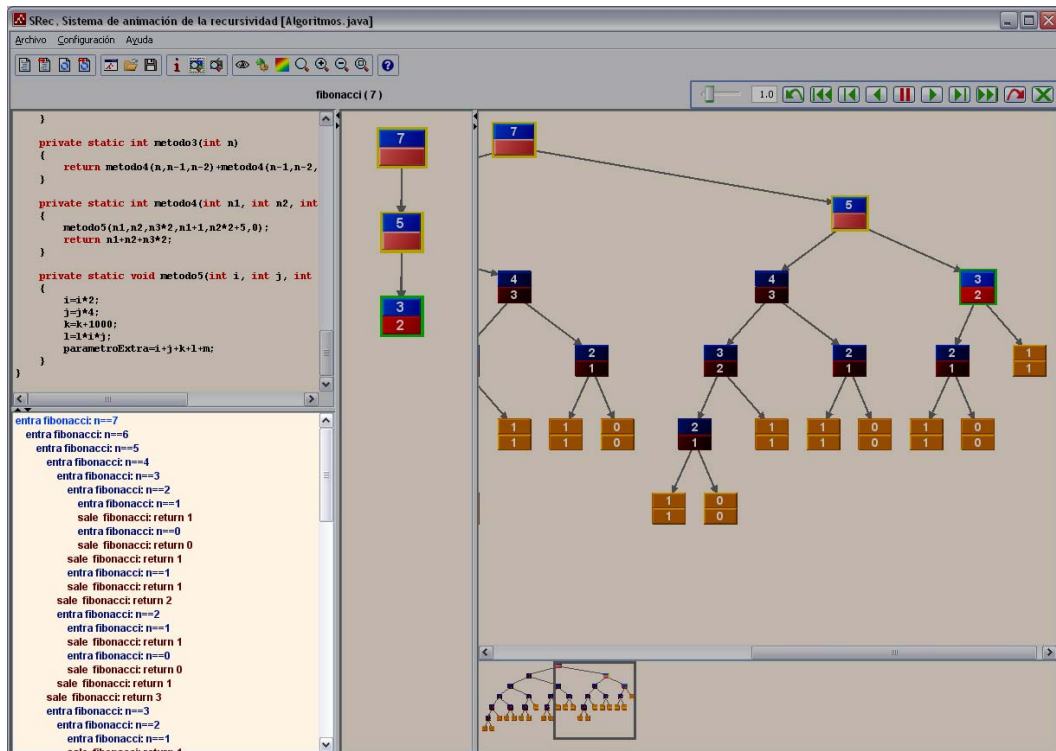 SRec , Sistema de animación de la recursividad [Algoritmos.java]
Archivo Configuración Ayuda
fibonacci ( 7 )
1.0
}
private static int metodo3(int n)
{
return metodo4(n,n-1,n-2)+metodo4(n-1,n-2,
}
private static int metodo4(int n1, int n2, int
{
metodo5(n1,n2,n3*2,n1+1,n2*2+5,0);
return n1+n2+n3*2;
}
private static void metodo5(int i, int j, int
{
i=i*2;
j=j*4;
k=k+1000;
l=l*i*j;
parametroExtra=i+j+k+l+m;
}
}
entra fibonacci: n==7
entra fibonacci: n==6
entra fibonacci: n==5
entra fibonacci: n==4
entra fibonacci: n==3
entra fibonacci: n==2
entra fibonacci: n==1
sale fibonacci: return 1
entra fibonacci: n==0
sale fibonacci: return 0
sale fibonacci: return 1
entra fibonacci: n==1
sale fibonacci: return 1
sale fibonacci: return 2
entra fibonacci: n==2
entra fibonacci: n==1
sale fibonacci: return 1
entra fibonacci: n==0
sale fibonacci: return 0
sale fibonacci: return 1
sale fibonacci: return 3
entra fibonacci: n==3
entra fibonacci: n==2
entra fibonacci: n==1
sale fibonacci: return 1
7
5
3
2
7
5
4 4 3
3 3 2
2 3 2 2 1
1 2 1 1 1
1 1 0 2 1 1 0 1 0
1 1 0 1 1 1 0 1 0
1 0
1 0